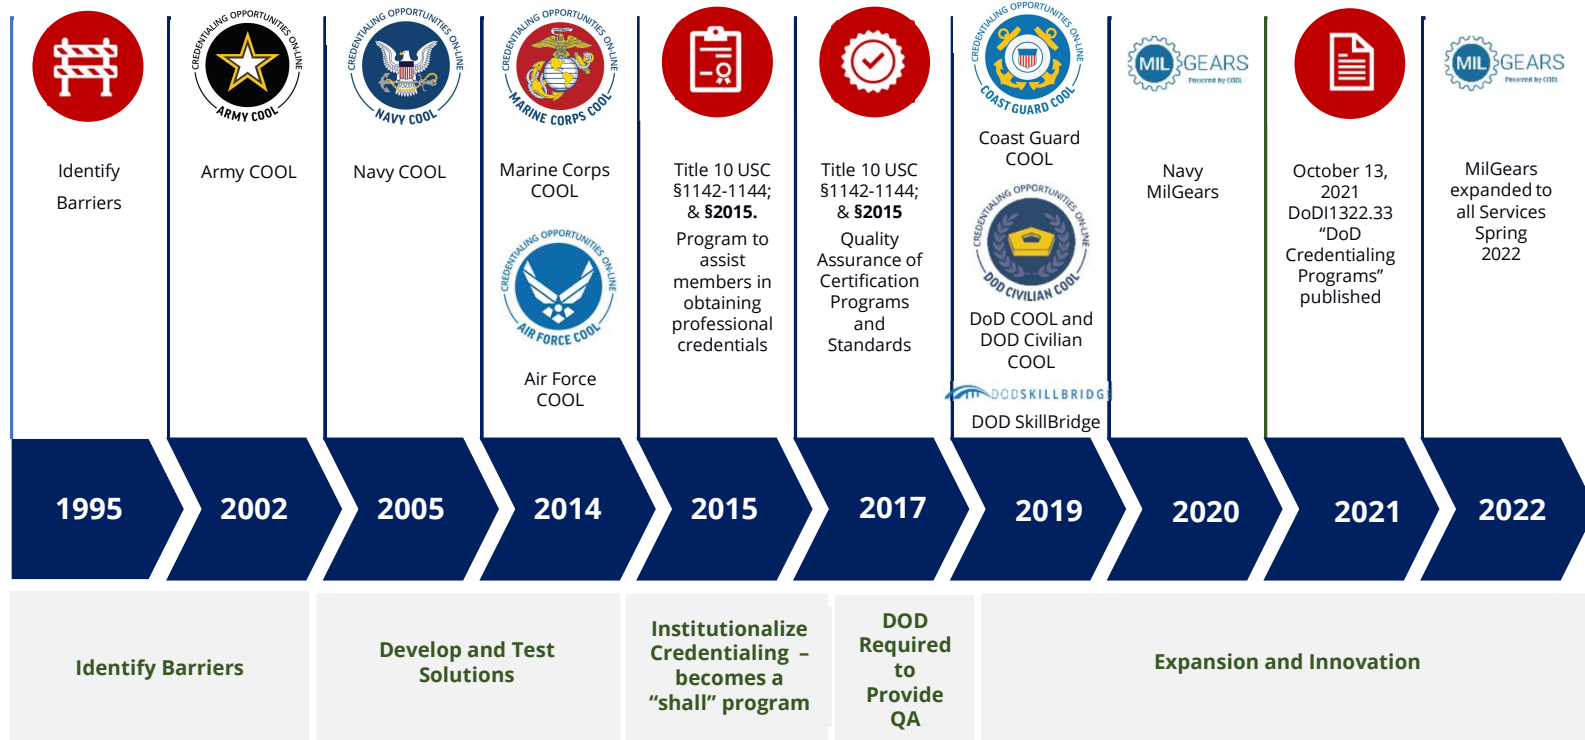 CREDENTIALING OPPORTUNITIES ON-LINE
ARMY COOL
CREDENTIALING OPPORTUNITIES ON-LINE
NAVY COOL
CREDENTIALING OPPORTUNITIES ON-LINE
MARINE CORPS COOL
CREDENTIALING OPPORTUNITIES ON-LINE
COAST GUARD COOL
MIL GEARS
Powered by COOL
MIL GEARS
Powered by COOL
Identify
Barriers
Army COOL
Navy COOL
Marine Corps
COOL
CREDENTIALING OPPORTUNITIES ON-LINE
AIR FORCE COOL
Air Force
COOL
Title 10 USC
§1142-1144;
& §2015.
Program to
assist
members in
obtaining
professional
credentials
Title 10 USC
§1142-1144;
& §2015
Quality
Assurance of
Certification
Programs
and
Standards
Coast Guard
COOL
CREDENTIALING OPPORTUNITIES ON-LINE
DOD CIVILIAN COOL
DoD COOL and
DOD Civilian
COOL
DODSKILLBRIDGE
DOD SkillBridge
Navy
MilGears
October 13,
2021
DoDI1322.33
“DoD
Credentialing
Programs”
published
MilGears
expanded to
all Services
Spring
2022
1995
2002
2005
2014
2015
2017
2019
2020
2021
2022
Identify Barriers
Develop and Test
Solutions
Institutionalize
Credentialing –
becomes a
“shall” program
DOD
Required
to
Provide
QA
Expansion and Innovation